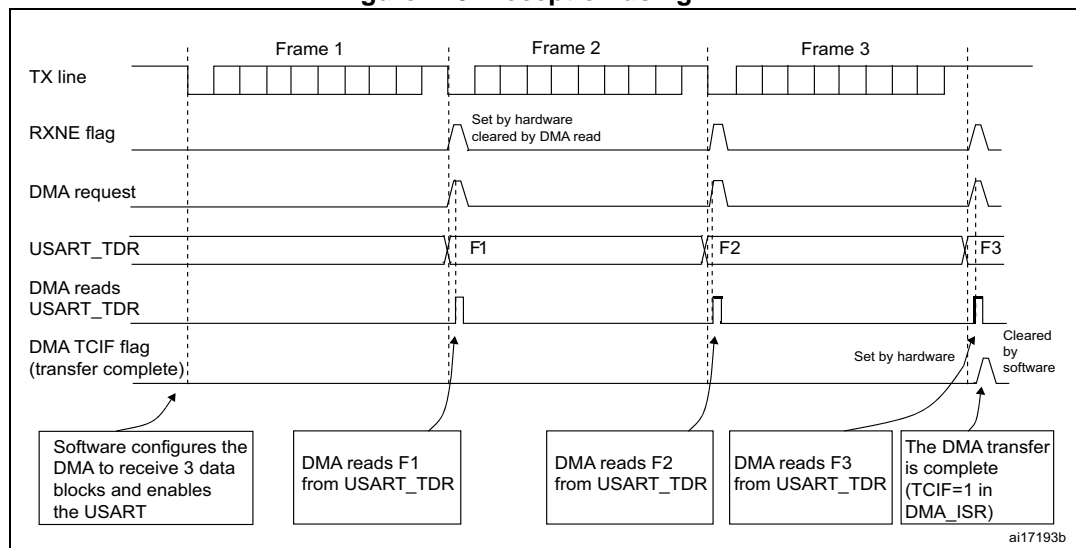 Frame 1
Frame 2
Frame 3
TX line
RXNE flag
Set by hardware
cleared by DMA read
DMA request
USART_TDR
F1
F2
F3
DMA reads
USART_TDR
DMA TCIF flag
(transfer complete)
Set by hardware
Cleared
by
software
Software configures the
DMA to receive 3 data
blocks and enables
the USART
DMA reads F1
from USART_TDR
DMA reads F2
from USART_TDR
DMA reads F3
from USART_TDR
The DMA transfer
is complete
(TCIF=1 in
DMA_ISR)
ai17193b